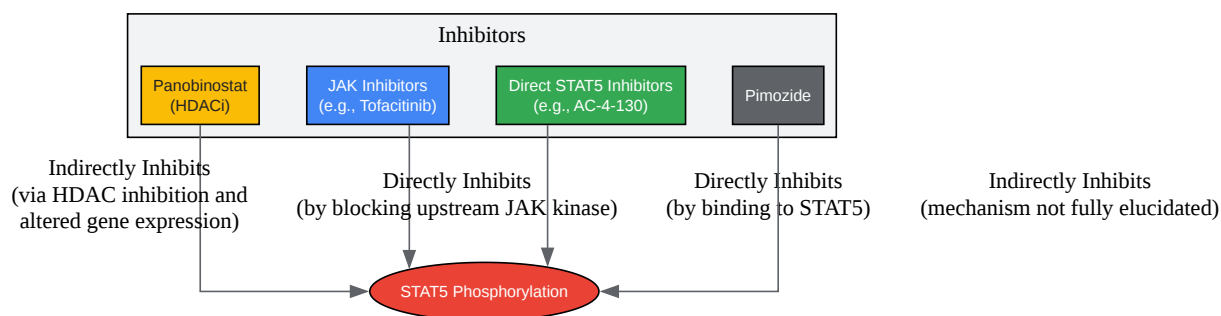 Inhibitors
Panobinostat
(HDACi)
JAK Inhibitors
(e.g., Tofacitinib)
Direct STAT5 Inhibitors
(e.g., AC-4-130)
Pimozide
Indirectly Inhibits
(via HDAC inhibition and
altered gene expression)
Directly Inhibits
(by blocking upstream JAK kinase)
Directly Inhibits
(by binding to STAT5)
Indirectly Inhibits
(mechanism not fully elucidated)
STAT5 Phosphorylation